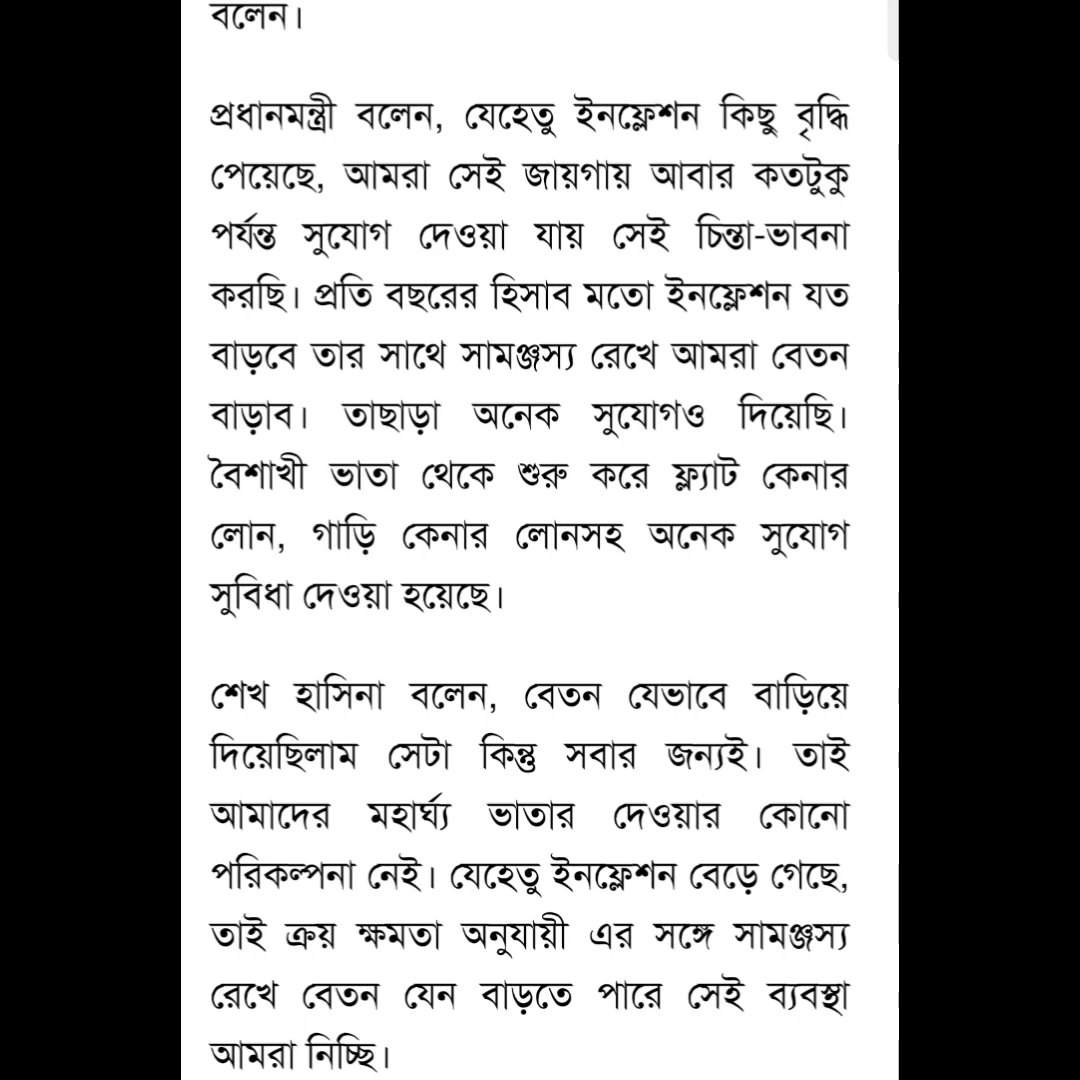 বলেন।
প্রধানমন্ত্রী বলেন, যেহেতু ইনফ্লেশন কিছু বৃদ্ধি
পেয়েছে, আমরা সেই জায়গায় আবার কতটুকু
পর্যন্ত সুযোগ দেওয়া যায় সেই চিন্তা-ভাবনা
করছি। প্রতি বছরের হিসাব মতো ইনফ্লেশন যত
বাড়বে তার সাথে সামঞ্জস্য রেখে আমরা বেতন
বাড়াব। তাছাড়া অনেক সুযোগও দিয়েছি।
বৈশাখী ভাতা থেকে শুরু করে ফ্ল্যাট কেনার
লোন, গাড়ি কেনার লোনসহ অনেক সুযোগ
সুবিধা দেওয়া হয়েছে।
শেখ হাসিনা বলেন, বেতন যেভাবে বাড়িয়ে
দিয়েছিলাম সেটা কিন্তু সবার জন্যই। তাই
আমাদের মহার্ঘ্য ভাতার দেওয়ার কোনো
পরিকল্পনা নেই। যেহেতু ইনফ্লেশন বেড়ে গেছে,
তাই ক্রয় ক্ষমতা অনুযায়ী এর সঙ্গে সামঞ্জস্য
রেখে বেতন যেন বাড়তে পারে সেই ব্যবস্থা
আমরা নিচ্ছি।